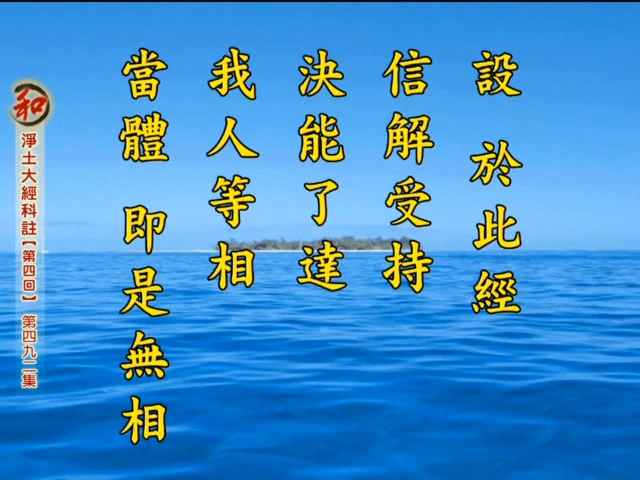 設 於此經
信解受持
決能了達
我人等相
當體 即是無相
和
淨土大經科註【第四回】 第四九二集